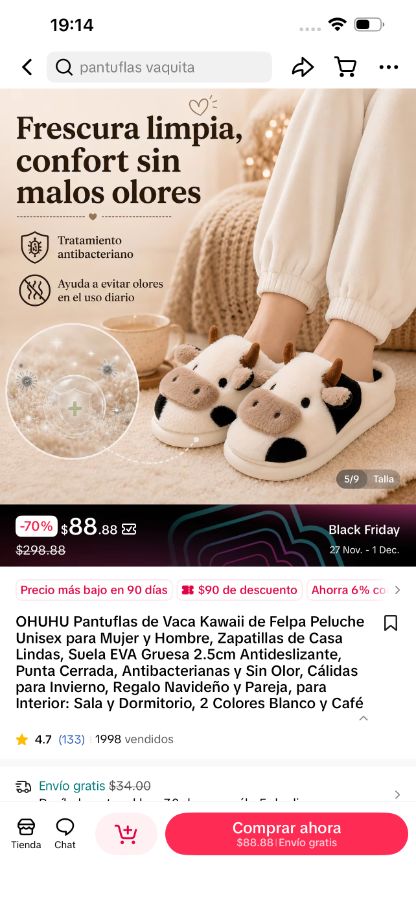 19:14
pantuflas vaquita
Frescura limpia,
confort sin
malos olores
Tratamiento
antibacteriano
Ayuda a evitar olores
en el uso diario
5/9 Talla
-70% $88.88
$298.88
Black Friday
27 Nov. - 1 Dec.
Precio más bajo en 90 días $90 de descuento Ahorra 6% co
OHUHU Pantuflas de Vaca Kawaii de Felpa Peluche
Unisex para Mujer y Hombre, Zapatillas de Casa
Lindas, Suela EVA Gruesa 2.5cm Antideslizante,
Punta Cerrada, Antibacterianas y Sin Olor, Cálidas
para Invierno, Regalo Navideño y Pareja, para
Interior: Sala y Dormitorio, 2 Colores Blanco y Café
4.7 (133) 1998 vendidos
Envío gratis $34.00
Tienda
Chat
Comprar ahora
$88.88 | Envío gratis